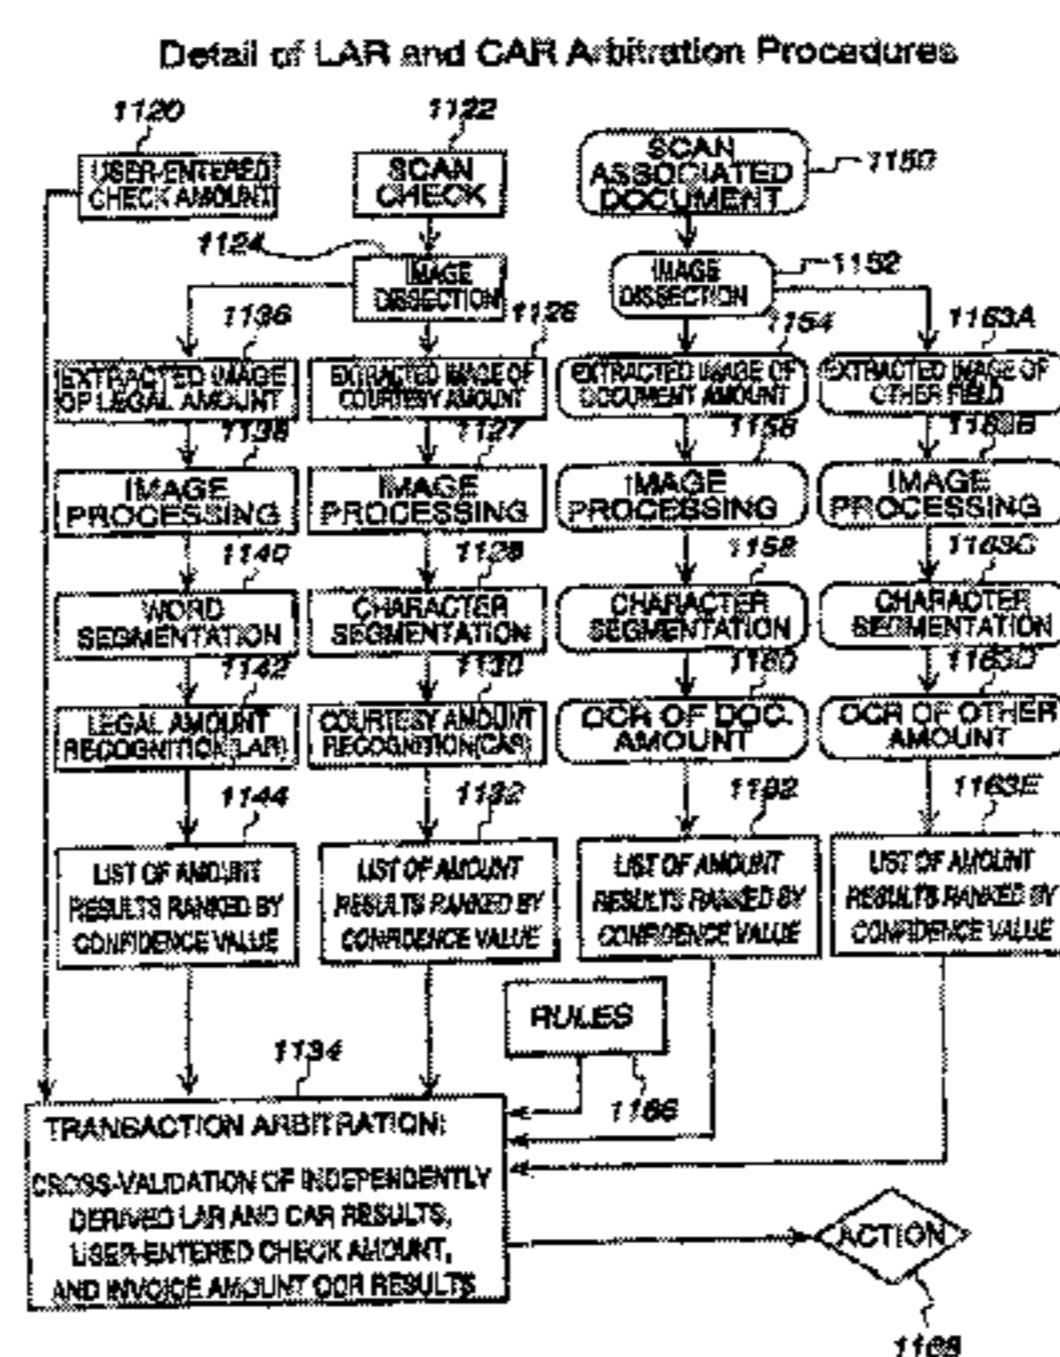 Detail of LAR and CAR Arbitration Procedures
1120
USER-ENTERED
CHECK AMOUNT
1122
SCAN
CHECK
SCAN
ASSOCIATED
DOCUMENT
1150
1124
IMAGE
DISSECTION
IMAGE
DISSECTION
1152
1136
EXTRACTED IMAGE
OF LEGAL AMOUNT
1126
EXTRACTED IMAGE OF
COURTESY AMOUNT
1154
EXTRACTED IMAGE OF
DOCUMENT AMOUNT
1163A
EXTRACTED IMAGE OF
OTHER FIELD
1138
IMAGE
PROCESSING
1127
IMAGE
PROCESSING
1156
IMAGE
PROCESSING
1163B
IMAGE
PROCESSING
1140
WORD
SEGMENTATION
1128
CHARACTER
SEGMENTATION
1158
CHARACTER
SEGMENTATION
1163C
CHARACTER
SEGMENTATION
1142
LEGAL AMOUNT
RECOGNITION(LAR)
1130
COURTESY AMOUNT
RECOGNITION(CAR)
1160
OCR OF DOC.
AMOUNT
1163D
OCR OF OTHER
AMOUNT
1144
LIST OF AMOUNT
RESULTS RANKED BY
CONFIDENCE VALUE
1132
LIST OF AMOUNT
RESULTS RANKED BY
CONFIDENCE VALUE
LIST OF AMOUNT
RESULTS RANKED BY
CONFIDENCE VALUE
1163E
LIST OF AMOUNT
RESULTS RANKED BY
CONFIDENCE VALUE
RULES
1166
1134
TRANSACTION ARBITRATION:
CROSS-VALIDATION OF INDEPENDENTLY
DERIVED LAR AND CAR RESULTS,
USER-ENTERED CHECK AMOUNT,
AND INVOICE AMOUNT OCR RESULTS
ACTION